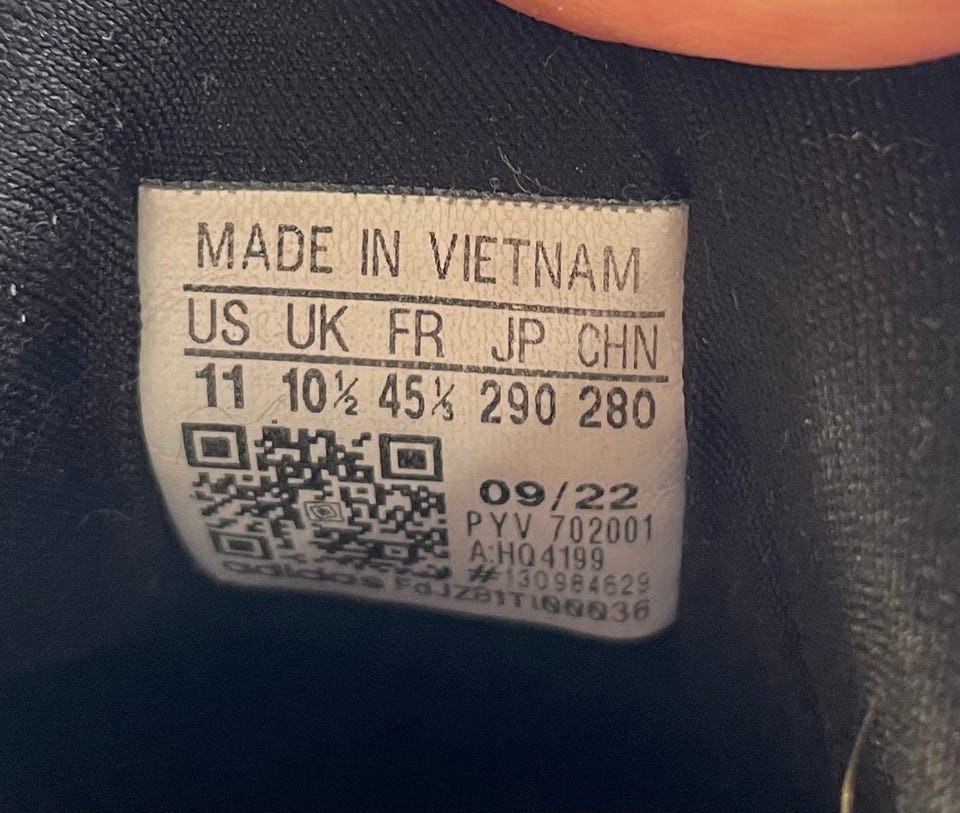 MADE IN VIETNAM
US UK FR JP CHN
11 10½ 45⅓ 290 280
09/22
PYV 702001
A:HQ4199
#130984629
adidas FdJZ81Tl00036